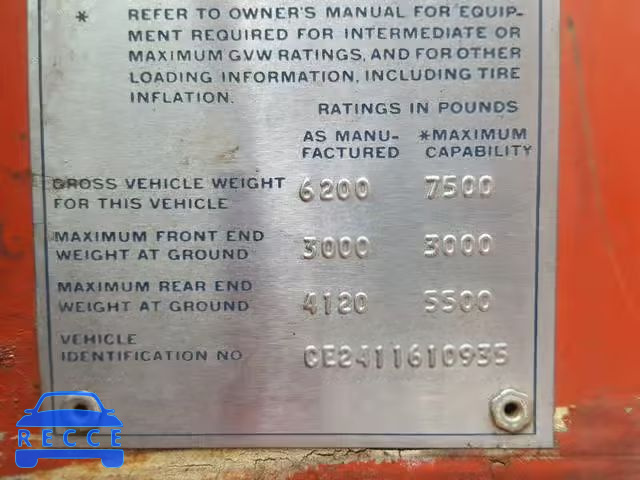 * REFER TO OWNER'S MANUAL FOR EQUIP-
MENT REQUIRED FOR INTERMEDIATE OR
MAXIMUM GVW RATINGS, AND FOR OTHER
LOADING INFORMATION, INCLUDING TIRE
INFLATION.
RATINGS IN POUNDS
AS MANU- *MAXIMUM
FACTURED CAPABILITY
GROSS VEHICLE WEIGHT
FOR THIS VEHICLE 6200 7500
MAXIMUM FRONT END
WEIGHT AT GROUND 3000 3000
MAXIMUM REAR END
WEIGHT AT GROUND 4120 5500
VEHICLE
IDENTIFICATION NO CE2411610935
RECCE